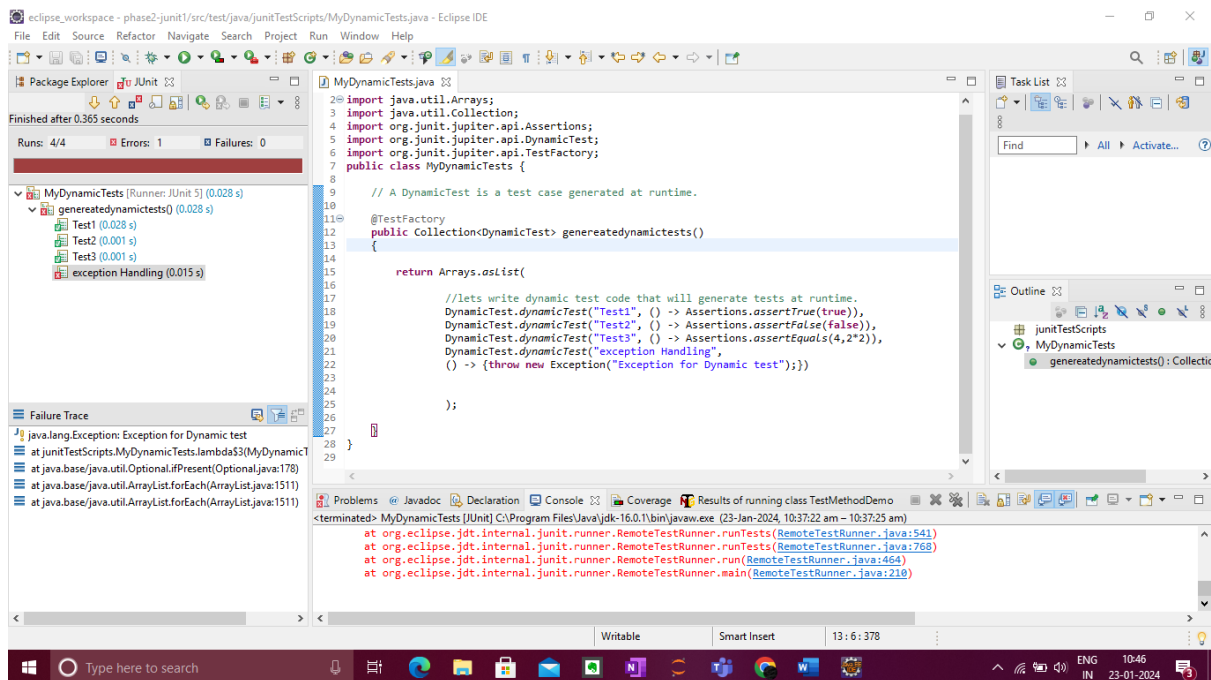 eclipse_workspace - phase2-junit1/src/test/java/junitTestScripts/MyDynamicTests.java - Eclipse IDE
File Edit Source Refactor Navigate Search Project Run Window Help
Package Explorer JUnit
Finished after 0.365 seconds
Runs: 4/4 Errors: 1 Failures: 0
MyDynamicTests [Runner: JUnit 5] (0.028 s)
genereatedynamictests() (0.028 s)
Test1 (0.028 s)
Test2 (0.001 s)
Test3 (0.001 s)
exception Handling (0.015 s)
Failure Trace
java.lang.Exception: Exception for Dynamic test
at junitTestScripts.MyDynamicTests.lambda$3(MyDynamicT
at java.base/java.util.Optional.ifPresent(Optional.java:178)
at java.base/java.util.ArrayList.forEach(ArrayList.java:1511)
at java.base/java.util.ArrayList.forEach(ArrayList.java:1511)
MyDynamicTests.java
2 import java.util.Arrays;
3 import java.util.Collection;
4 import org.junit.jupiter.api.Assertions;
5 import org.junit.jupiter.api.DynamicTest;
6 import org.junit.jupiter.api.TestFactory;
7 public class MyDynamicTests {
8
9 // A DynamicTest is a test case generated at runtime.
10
11 @TestFactory
12 public Collection<DynamicTest> genereatedynamictests()
13 {
14
15 return Arrays.asList(
16
17 //lets write dynamic test code that will generate tests at runtime.
18 DynamicTest.dynamicTest("Test1", () -> Assertions.assertTrue(true)),
19 DynamicTest.dynamicTest("Test2", () -> Assertions.assertFalse(false)),
20 DynamicTest.dynamicTest("Test3", () -> Assertions.assertEquals(4,2*2)),
21 DynamicTest.dynamicTest("exception Handling",
22 () -> {throw new Exception("Exception for Dynamic test");})
23
24
25 );
26
27 }
28 }
29
Task List
Find All Activate...
Outline
junitTestScripts
MyDynamicTests
genereatedynamictests() : Collectio
Problems Javadoc Declaration Console Coverage Results of running class TestMethodDemo
<terminated> MyDynamicTests [JUnit] C:\Program Files\Java\jdk-16.0.1\bin\javaw.exe (23-Jan-2024, 10:37:22 am – 10:37:25 am)
at org.eclipse.jdt.internal.junit.runner.RemoteTestRunner.runTests(RemoteTestRunner.java:541)
at org.eclipse.jdt.internal.junit.runner.RemoteTestRunner.runTests(RemoteTestRunner.java:768)
at org.eclipse.jdt.internal.junit.runner.RemoteTestRunner.run(RemoteTestRunner.java:464)
at org.eclipse.jdt.internal.junit.runner.RemoteTestRunner.main(RemoteTestRunner.java:210)
Writable Smart Insert 13 : 6 : 378
Type here to search
ENG 10:46
IN 23-01-2024 3